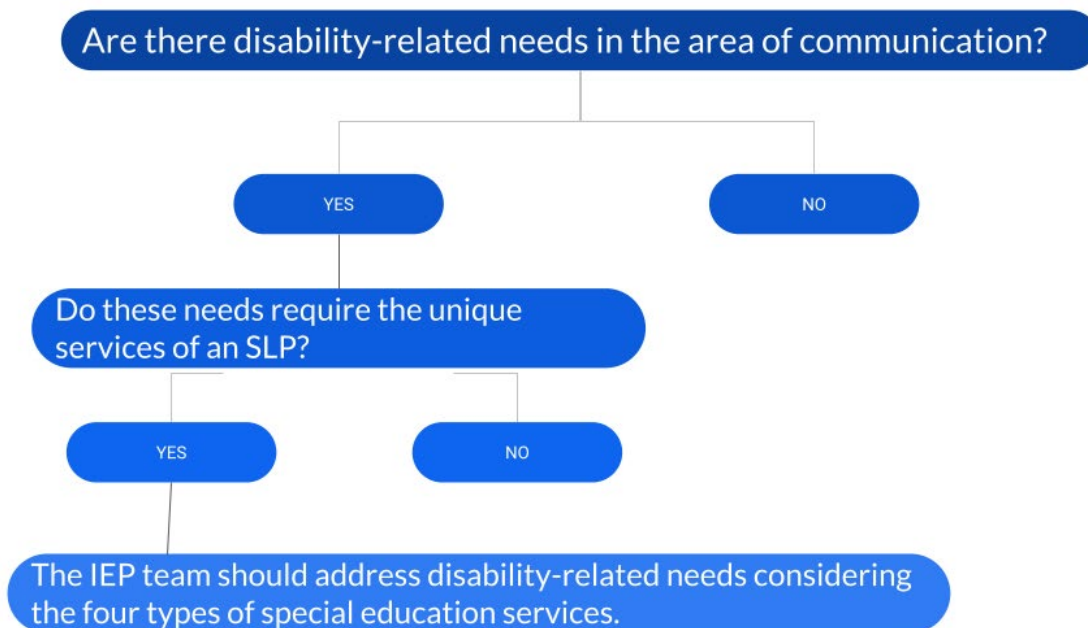 Are there disability-related needs in the area of communication?
YES
NO
Do these needs require the unique
services of an SLP?
YES
NO
The IEP team should address disability-related needs considering
the four types of special education services.